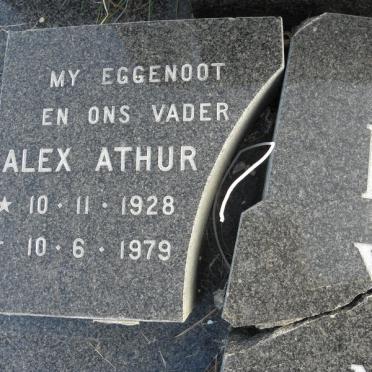 MY EGGENOOT
EN ONS VADER
ALEX ATHUR
* 10 · 11 · 1928
10 · 6 · 1979